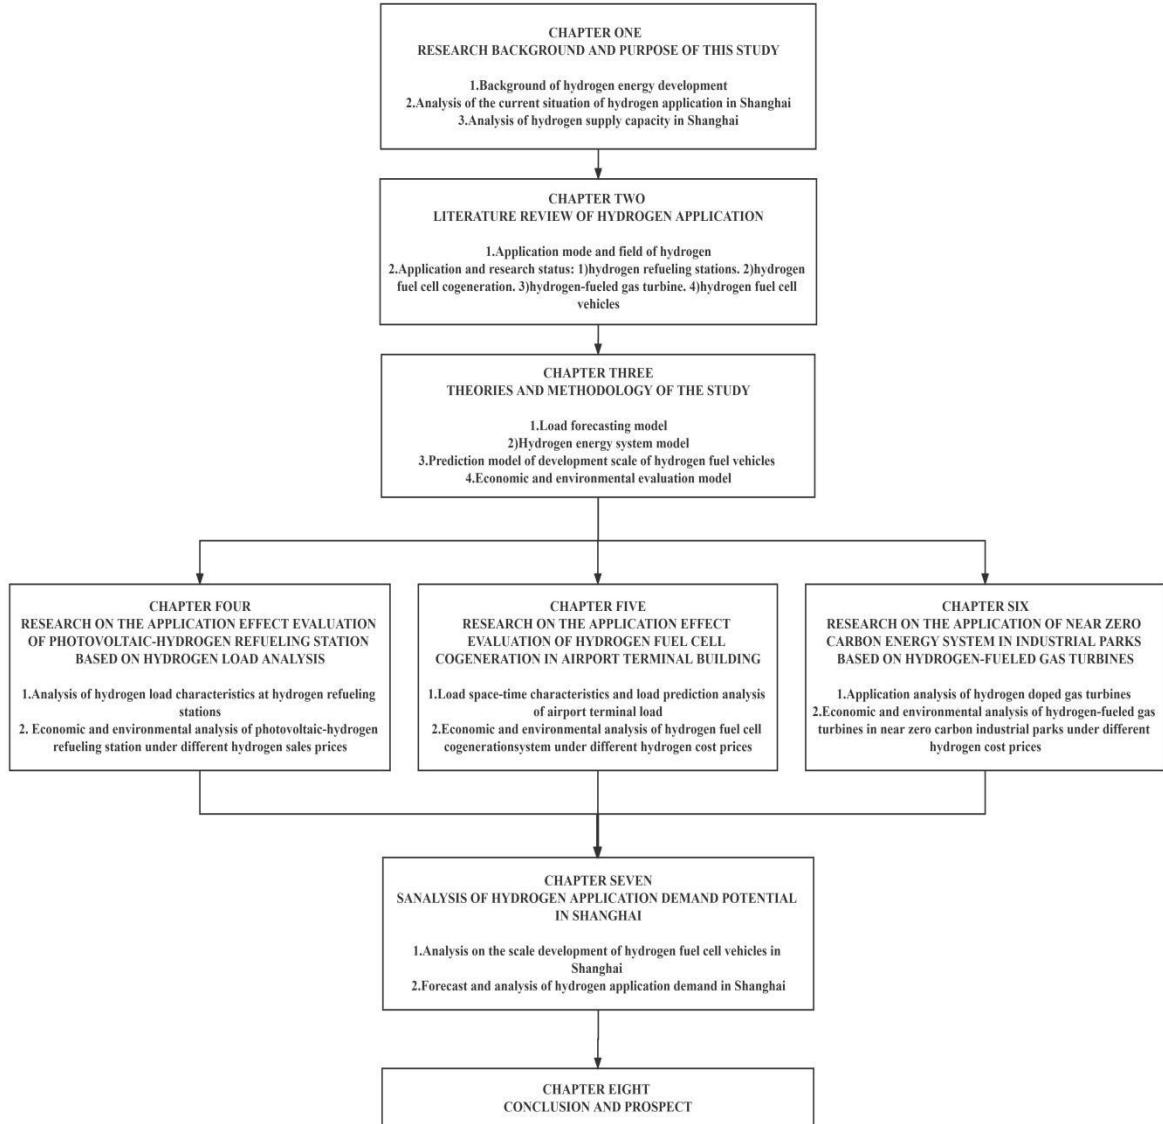 CHAPTER ONE
RESEARCH BACKGROUND AND PURPOSE OF THIS STUDY
1.Background of hydrogen energy development
2.Analysis of the current situation of hydrogen application in Shanghai
3.Analysis of hydrogen supply capacity in Shanghai
CHAPTER TWO
LITERATURE REVIEW OF HYDROGEN APPLICATION
1.Application mode and field of hydrogen
2.Application and research status: 1)hydrogen refueling stations. 2)hydrogen
fuel cell cogeneration. 3)hydrogen-fueled gas turbine. 4)hydrogen fuel cell
vehicles
CHAPTER THREE
THEORIES AND METHODOLOGY OF THE STUDY
1.Load forecasting model
2)Hydrogen energy system model
3.Prediction model of development scale of hydrogen fuel vehicles
4.Economic and environmental evaluation model
CHAPTER FOUR
RESEARCH ON THE APPLICATION EFFECT EVALUATION
OF PHOTOVOLTAIC-HYDROGEN REFUELING STATION
BASED ON HYDROGEN LOAD ANALYSIS
1.Analysis of hydrogen load characteristics at hydrogen refueling
stations
2. Economic and environmental analysis of photovoltaic-hydrogen
refueling station under different hydrogen sales prices
CHAPTER FIVE
RESEARCH ON THE APPLICATION EFFECT
EVALUATION OF HYDROGEN FUEL CELL
COGENERATION IN AIRPORT TERMINAL BUILDING
1.Load space-time characteristics and load prediction analysis
of airport terminal load
2.Economic and environmental analysis of hydrogen fuel cell
cogenerationsystem under different hydrogen cost prices
CHAPTER SIX
RESEARCH ON THE APPLICATION OF NEAR ZERO
CARBON ENERGY SYSTEM IN INDUSTRIAL PARKS
BASED ON HYDROGEN-FUELED GAS TURBINES
1.Application analysis of hydrogen doped gas turbines
2.Economic and environmental analysis of hydrogen-fueled gas
turbines in near zero carbon industrial parks under different
hydrogen cost prices
CHAPTER SEVEN
SANALYSIS OF HYDROGEN APPLICATION DEMAND POTENTIAL
IN SHANGHAI
1.Analysis on the scale development of hydrogen fuel cell vehicles in
Shanghai
2.Forecast and analysis of hydrogen application demand in Shanghai
CHAPTER EIGHT
CONCLUSION AND PROSPECT